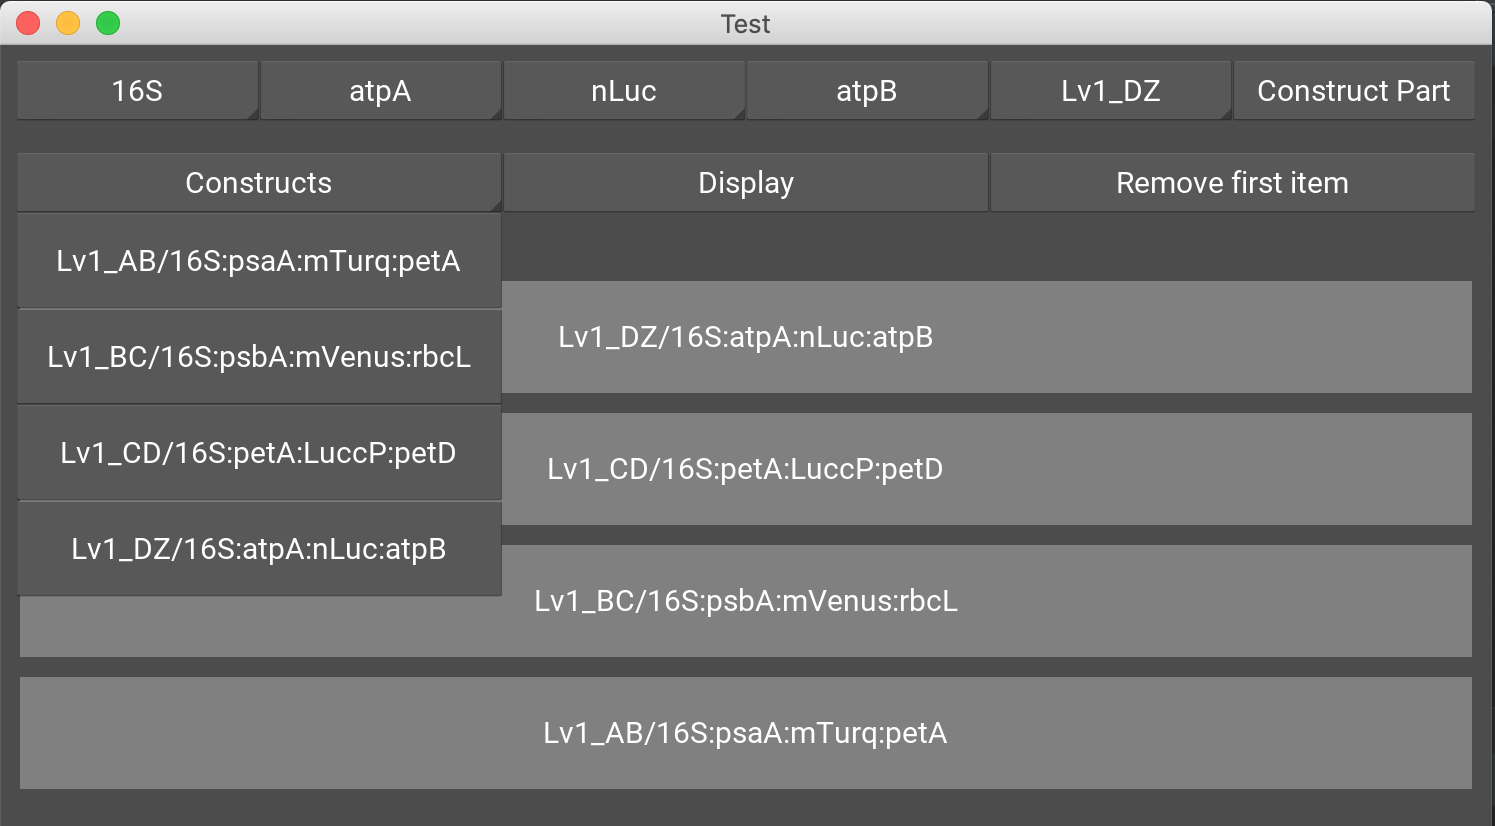 Test
16S
atpA
nLuc
atpB
Lv1_DZ
Construct Part
Constructs
Display
Remove first item
Lv1_AB/16S:psaA:mTurq:petA
Lv1_BC/16S:psbA:mVenus:rbcL
Lv1_CD/16S:petA:LuccP:petD
Lv1_DZ/16S:atpA:nLuc:atpB
Lv1_DZ/16S:atpA:nLuc:atpB
Lv1_CD/16S:petA:LuccP:petD
Lv1_BC/16S:psbA:mVenus:rbcL
Lv1_AB/16S:psaA:mTurq:petA